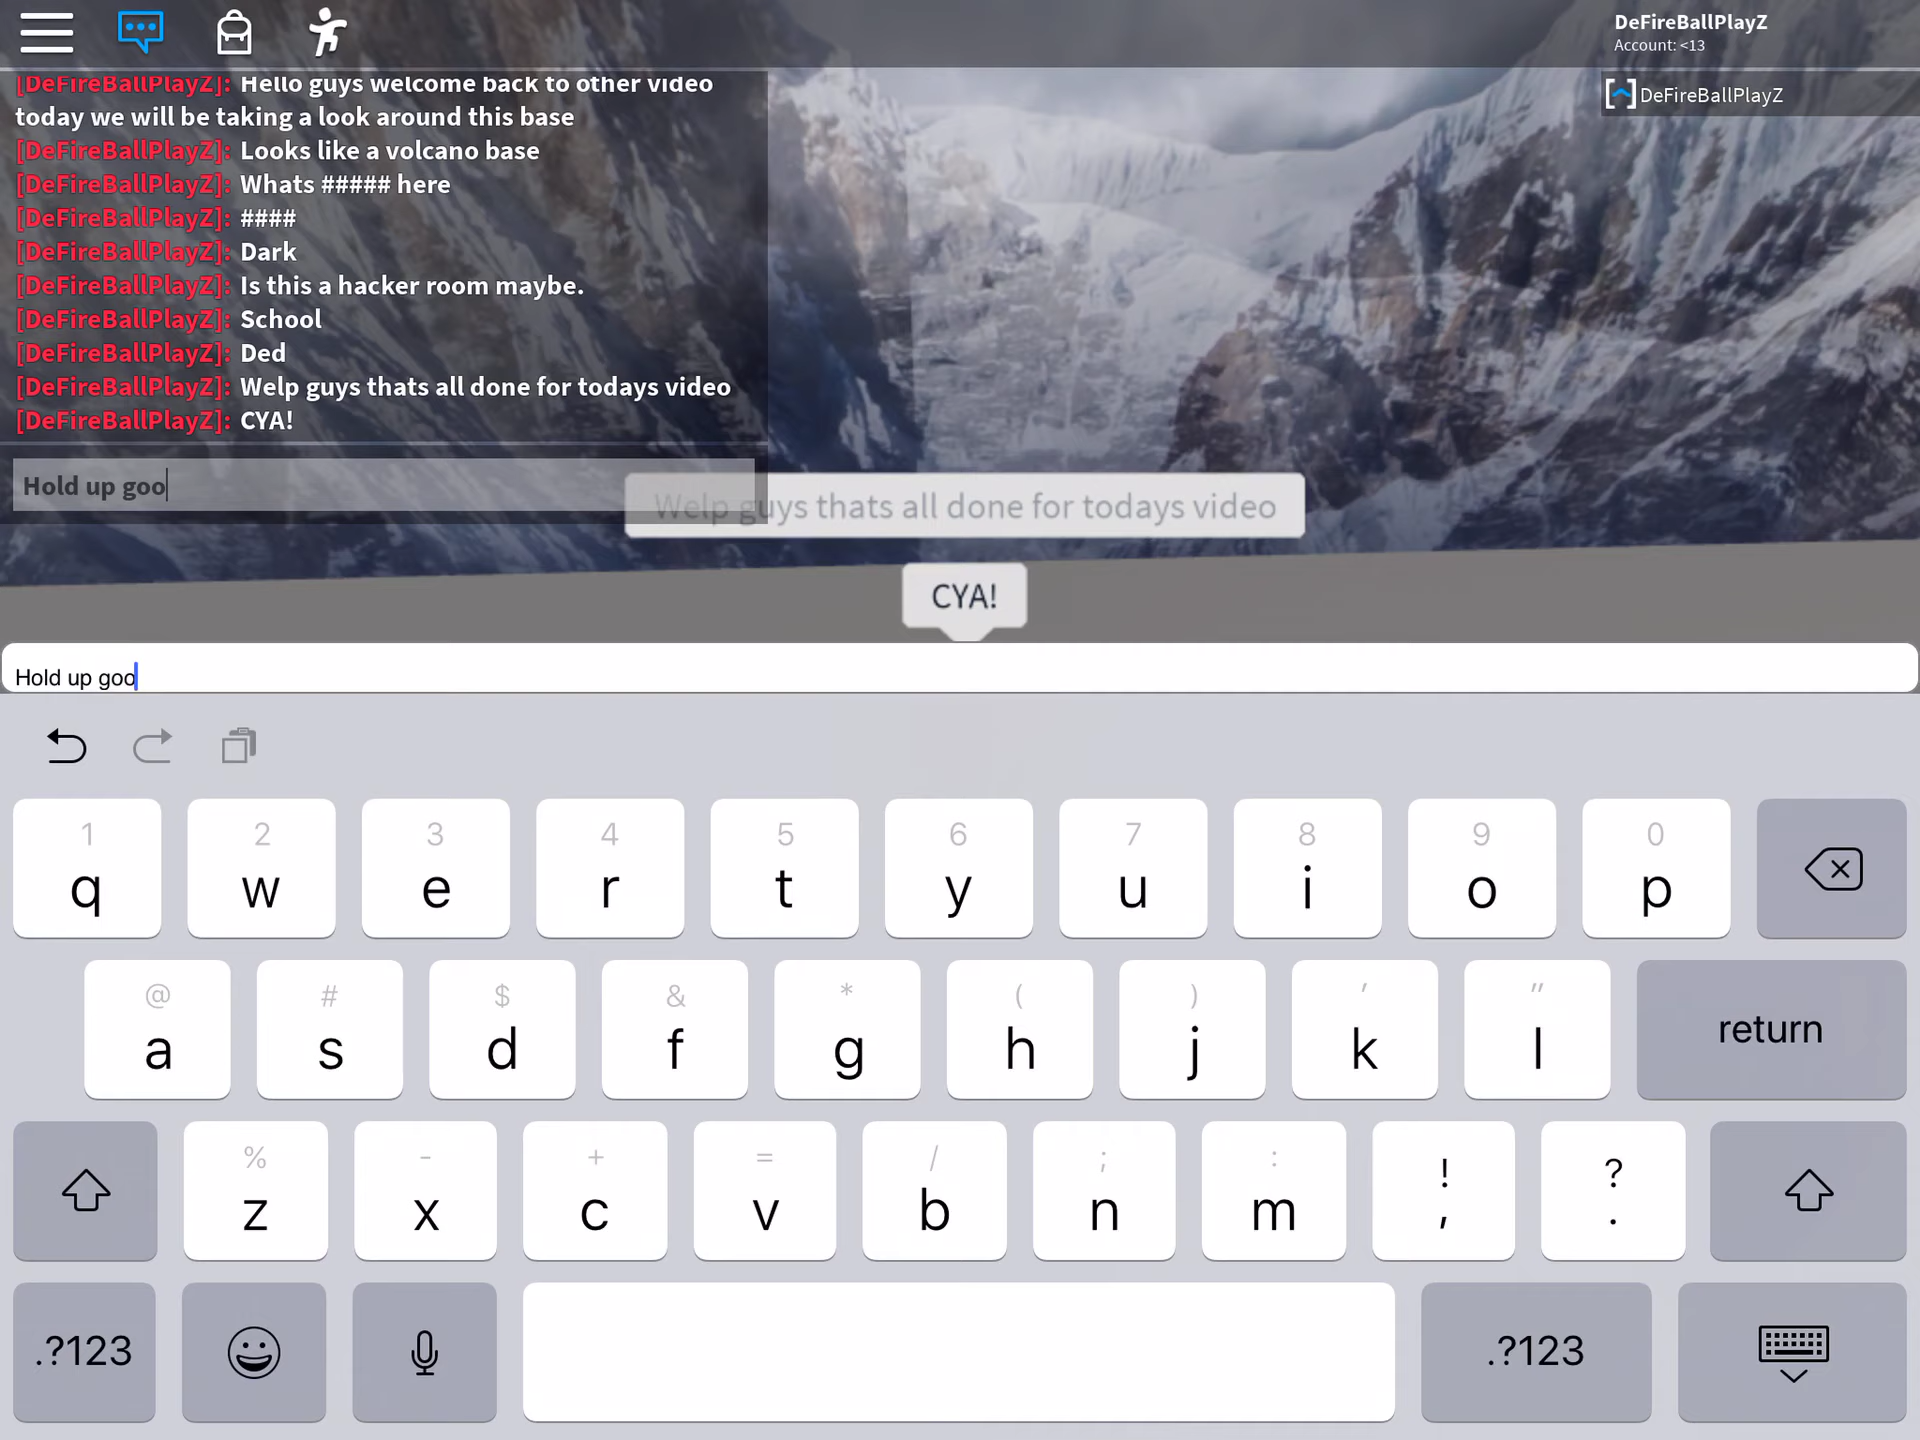 DeFireBallPlayZ
Account: <13
DeFireBallPlayZ
[DeFireBallPlayZ]: Hello guys welcome back to other video
today we will be taking a look around this base
[DeFireBallPlayZ]: Looks like a volcano base
[DeFireBallPlayZ]: Whats ##### here
[DeFireBallPlayZ]: ####
[DeFireBallPlayZ]: Dark
[DeFireBallPlayZ]: Is this a hacker room maybe.
[DeFireBallPlayZ]: School
[DeFireBallPlayZ]: Ded
[DeFireBallPlayZ]: Welp guys thats all done for todays video
[DeFireBallPlayZ]: CYA!
Hold up goo
Welp guys thats all done for todays video
CYA!
Hold up goo
1 2 3 4 5 6 7 8 9 0
q w e r t y u i o p
@ # $ & * ( ) ' "
a s d f g h j k l return
% - + = / ; : ! ?
z x c v b n m , .
.?123 .?123